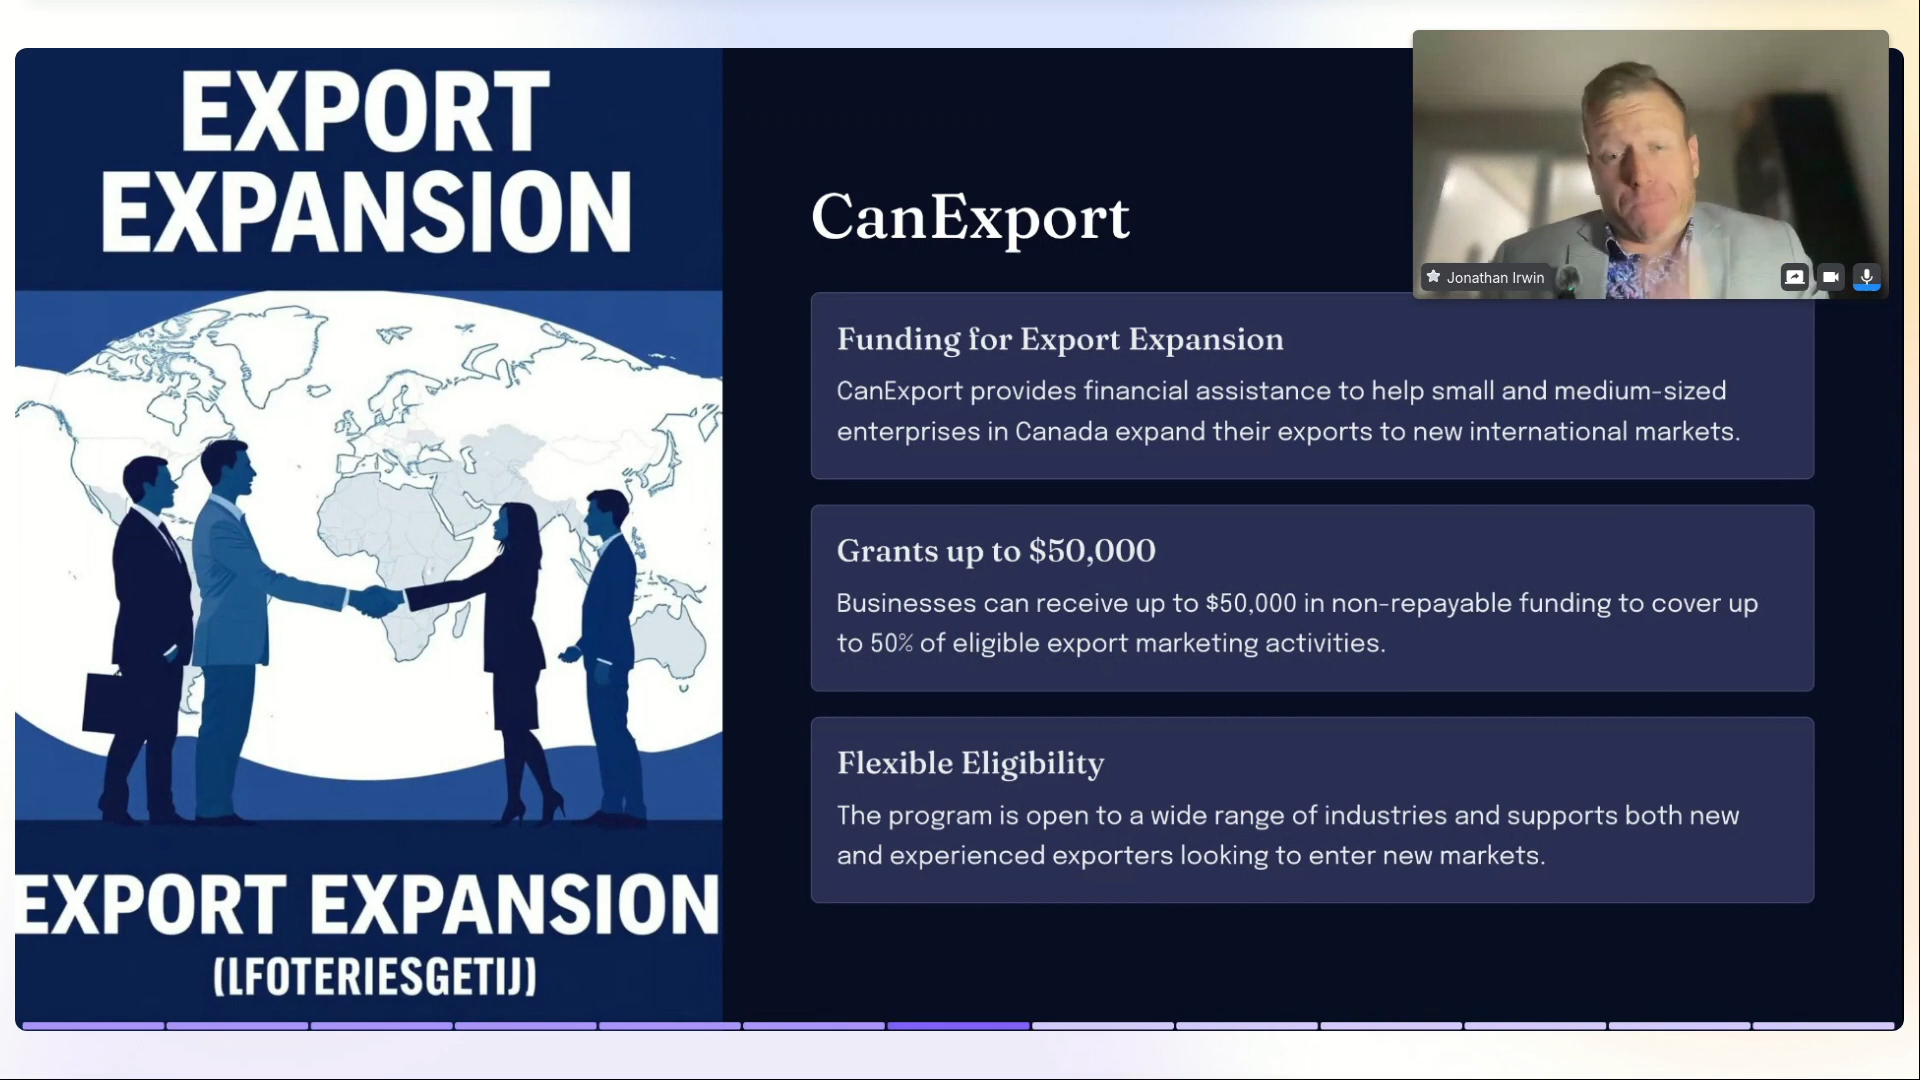 EXPORT
EXPANSION
EXPORT EXPANSION
(LFOTERIESGETIJ)
CanExport
Jonathan Irwin
Funding for Export Expansion
CanExport provides financial assistance to help small and medium-sized
enterprises in Canada expand their exports to new international markets.
Grants up to $50,000
Businesses can receive up to $50,000 in non-repayable funding to cover up
to 50% of eligible export marketing activities.
Flexible Eligibility
The program is open to a wide range of industries and supports both new
and experienced exporters looking to enter new markets.